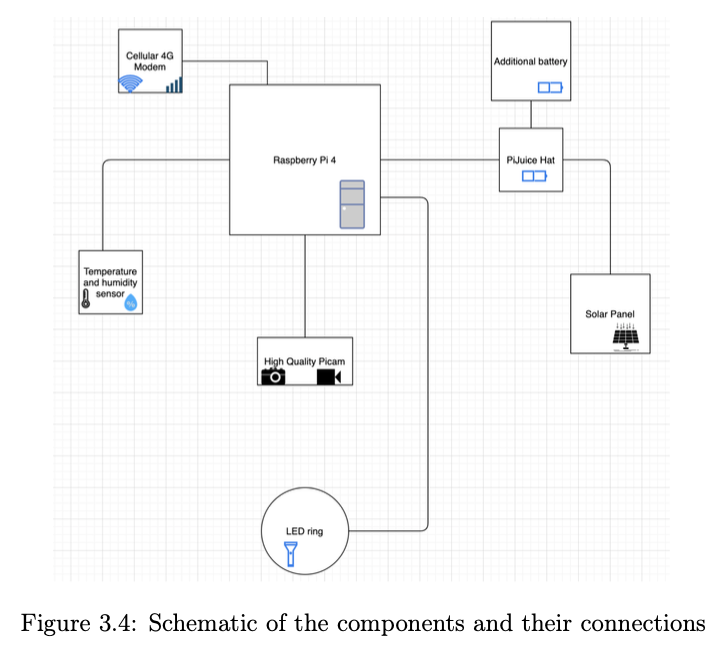 Cellular 4G
Modem
Additional battery
Raspberry Pi 4
PiJuice Hat
Temperature
and humidity
sensor
Solar Panel
High Quality Picam
LED ring
Figure 3.4: Schematic of the components and their connections